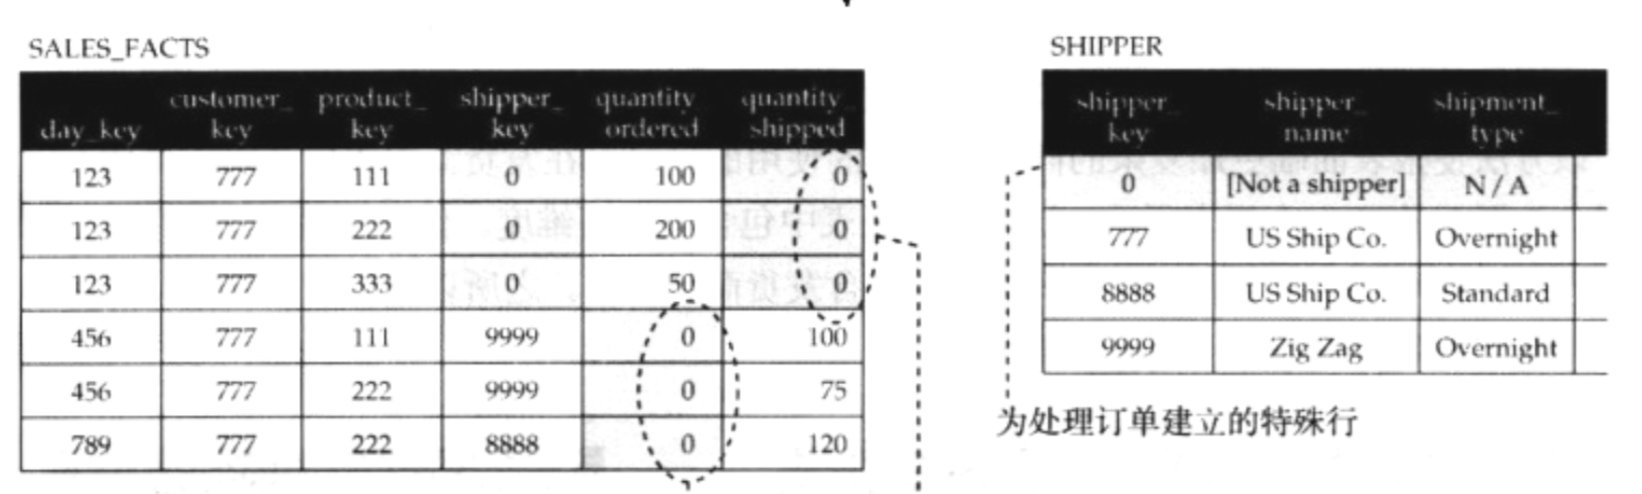 SALES_FACTS
day_key customer_key product_key shipper_key quantity_ordered quantity_shipped
123 777 111 0 100 0
123 777 222 0 200 0
123 777 333 0 50 0
456 777 111 9999 0 100
456 777 222 9999 0 75
789 777 222 8888 0 120
SHIPPER
shipper_key shipper_name shipment_type
0 [Not a shipper] N / A
777 US Ship Co. Overnight
8888 US Ship Co. Standard
9999 Zig Zag Overnight
为处理订单建立的特殊行